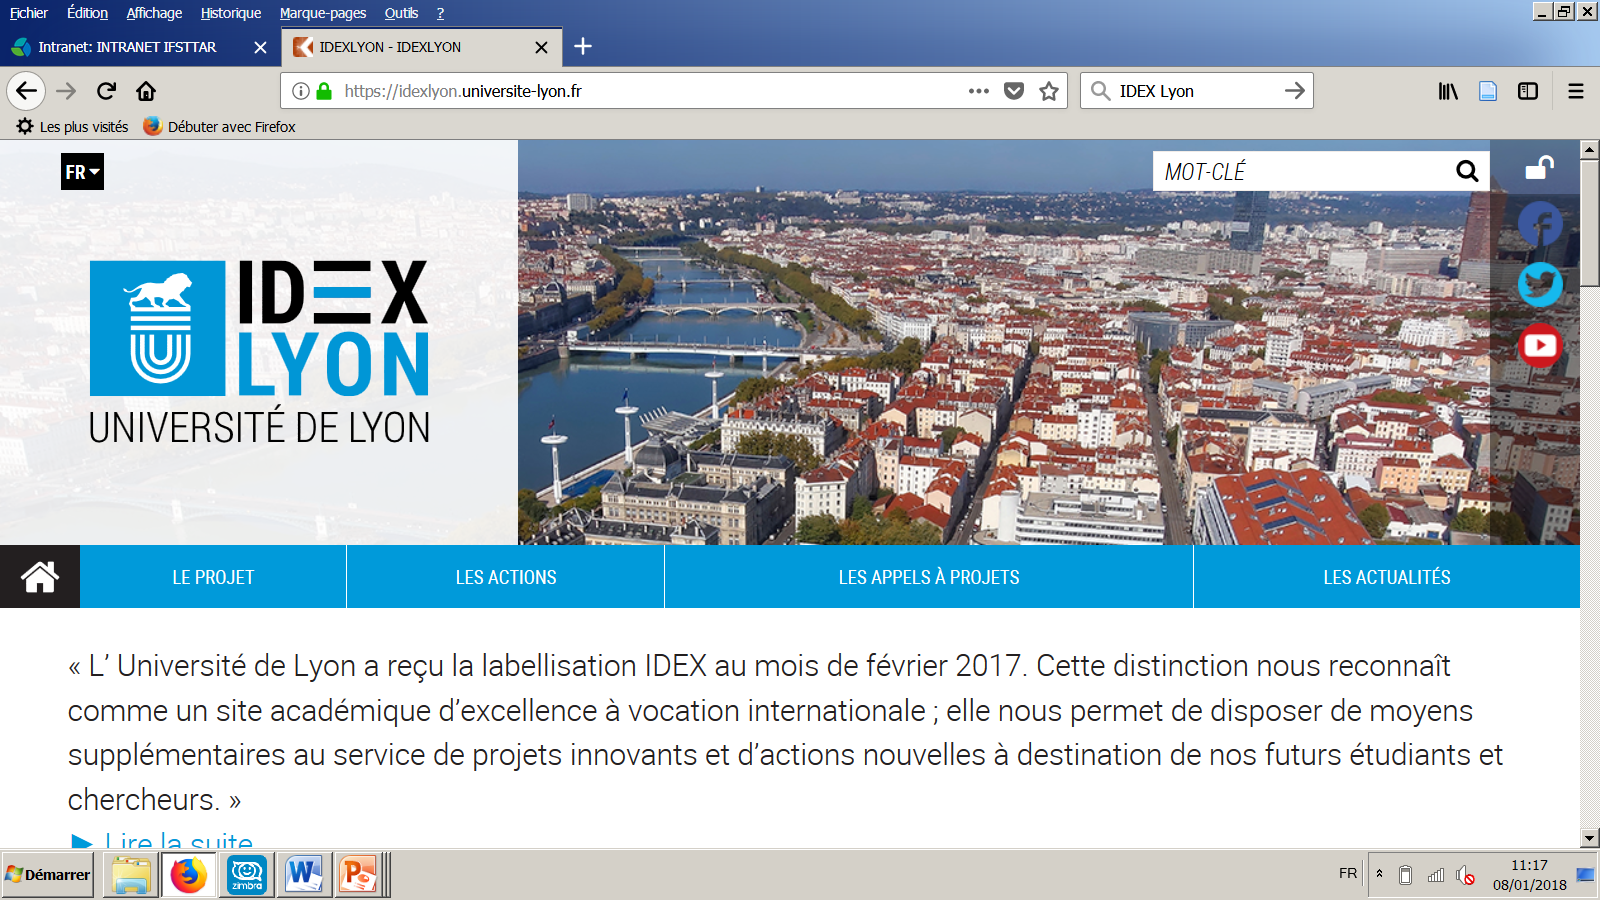 Fichier Édition Affichage Historique Marque-pages Outils ?
Intranet: INTRANET IFSTTAR
IDEXLYON - IDEXLYON
https://idexlyon.universite-lyon.fr
IDEX Lyon
Les plus visités
Débuter avec Firefox
FR
MOT-CLÉ
IDEX
LYON
UNIVERSITÉ DE LYON
LE PROJET
LES ACTIONS
LES APPELS À PROJETS
LES ACTUALITÉS
« L’ Université de Lyon a reçu la labellisation IDEX au mois de février 2017. Cette distinction nous reconnaît
comme un site académique d’excellence à vocation internationale ; elle nous permet de disposer de moyens
supplémentaires au service de projets innovants et d’actions nouvelles à destination de nos futurs étudiants et
chercheurs. »
► Lire la suite
Démarrer
zimbra
FR
11:17
08/01/2018